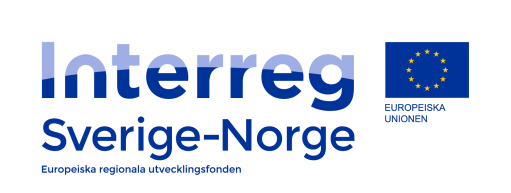 Interreg
Sverige-Norge
Europeiska regionala utvecklingsfonden
EUROPEISKA
UNIONEN